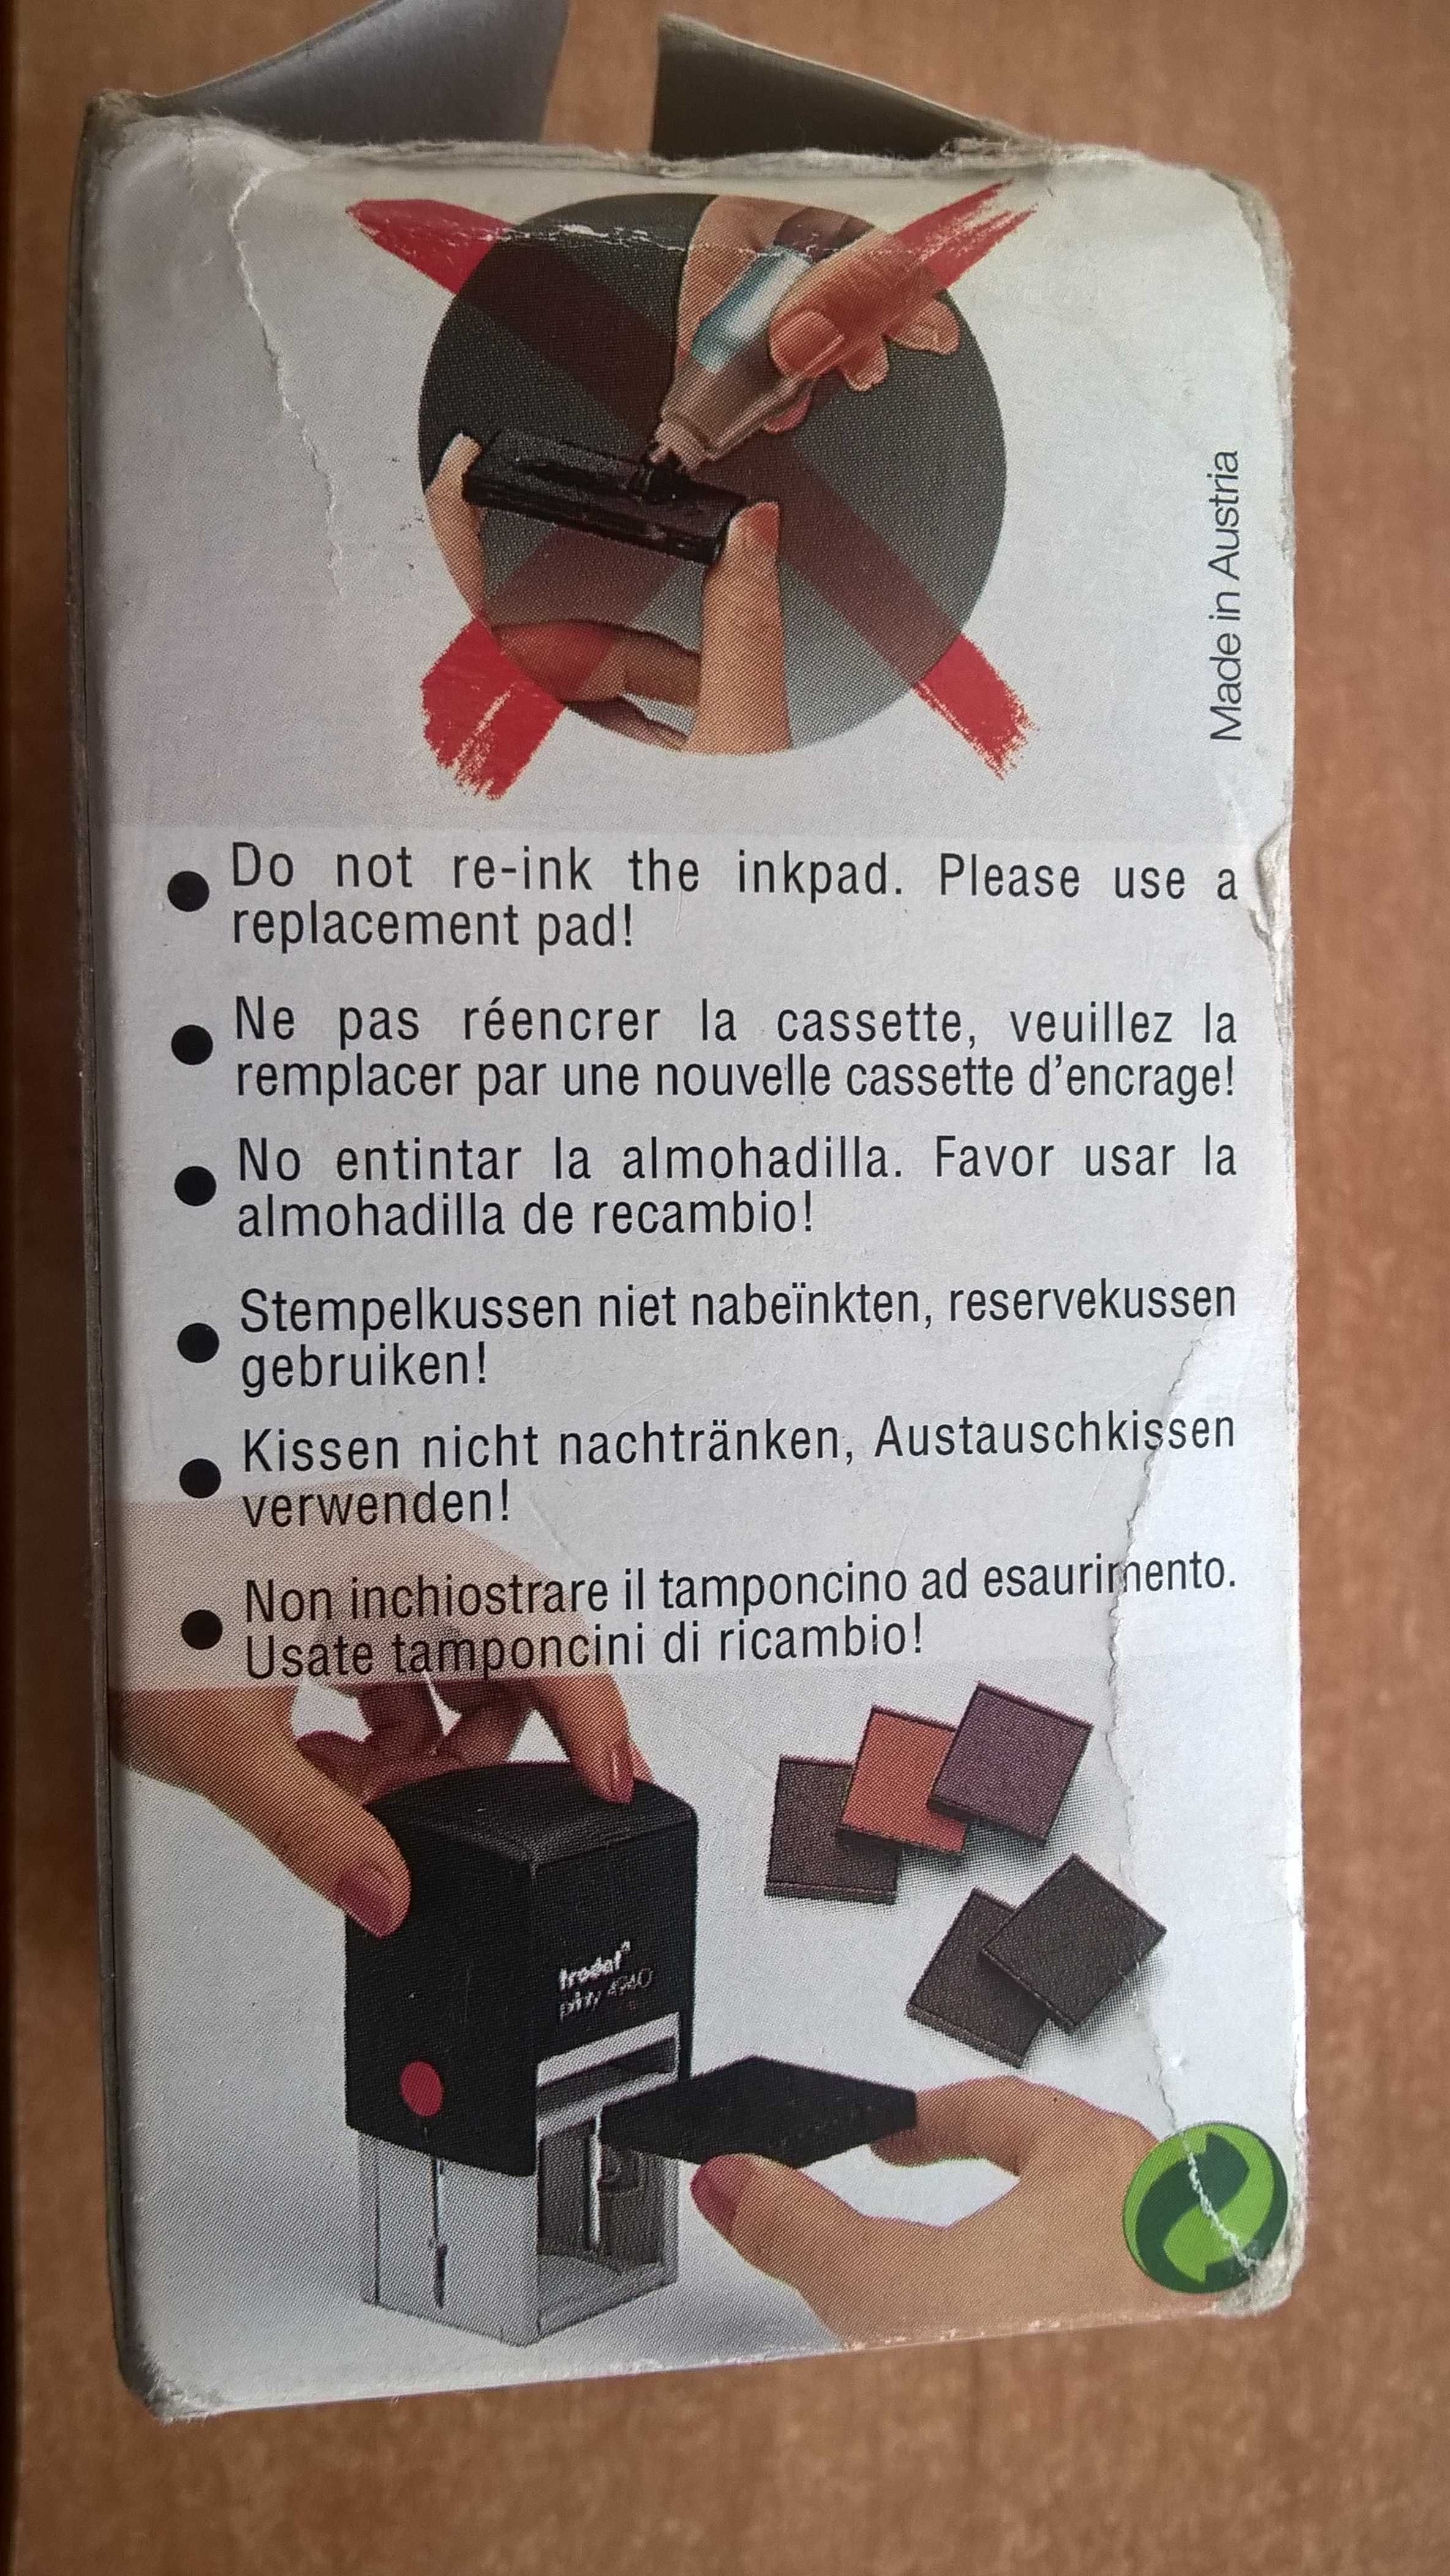 Made in Austria
Do not re-ink the inkpad. Please use a
replacement pad!
Ne pas réencrer la cassette, veuillez la
remplacer par une nouvelle cassette d'encrage!
No entintar la almohadilla. Favor usar la
almohadilla de recambio!
Stempelkussen niet nabeïnkten, reservekussen
gebruiken!
Kissen nicht nachtränken, Austauschkissen
verwenden!
Non inchiostrare il tamponcino ad esaurimento.
Usate tamponcini di ricambio!
trodat